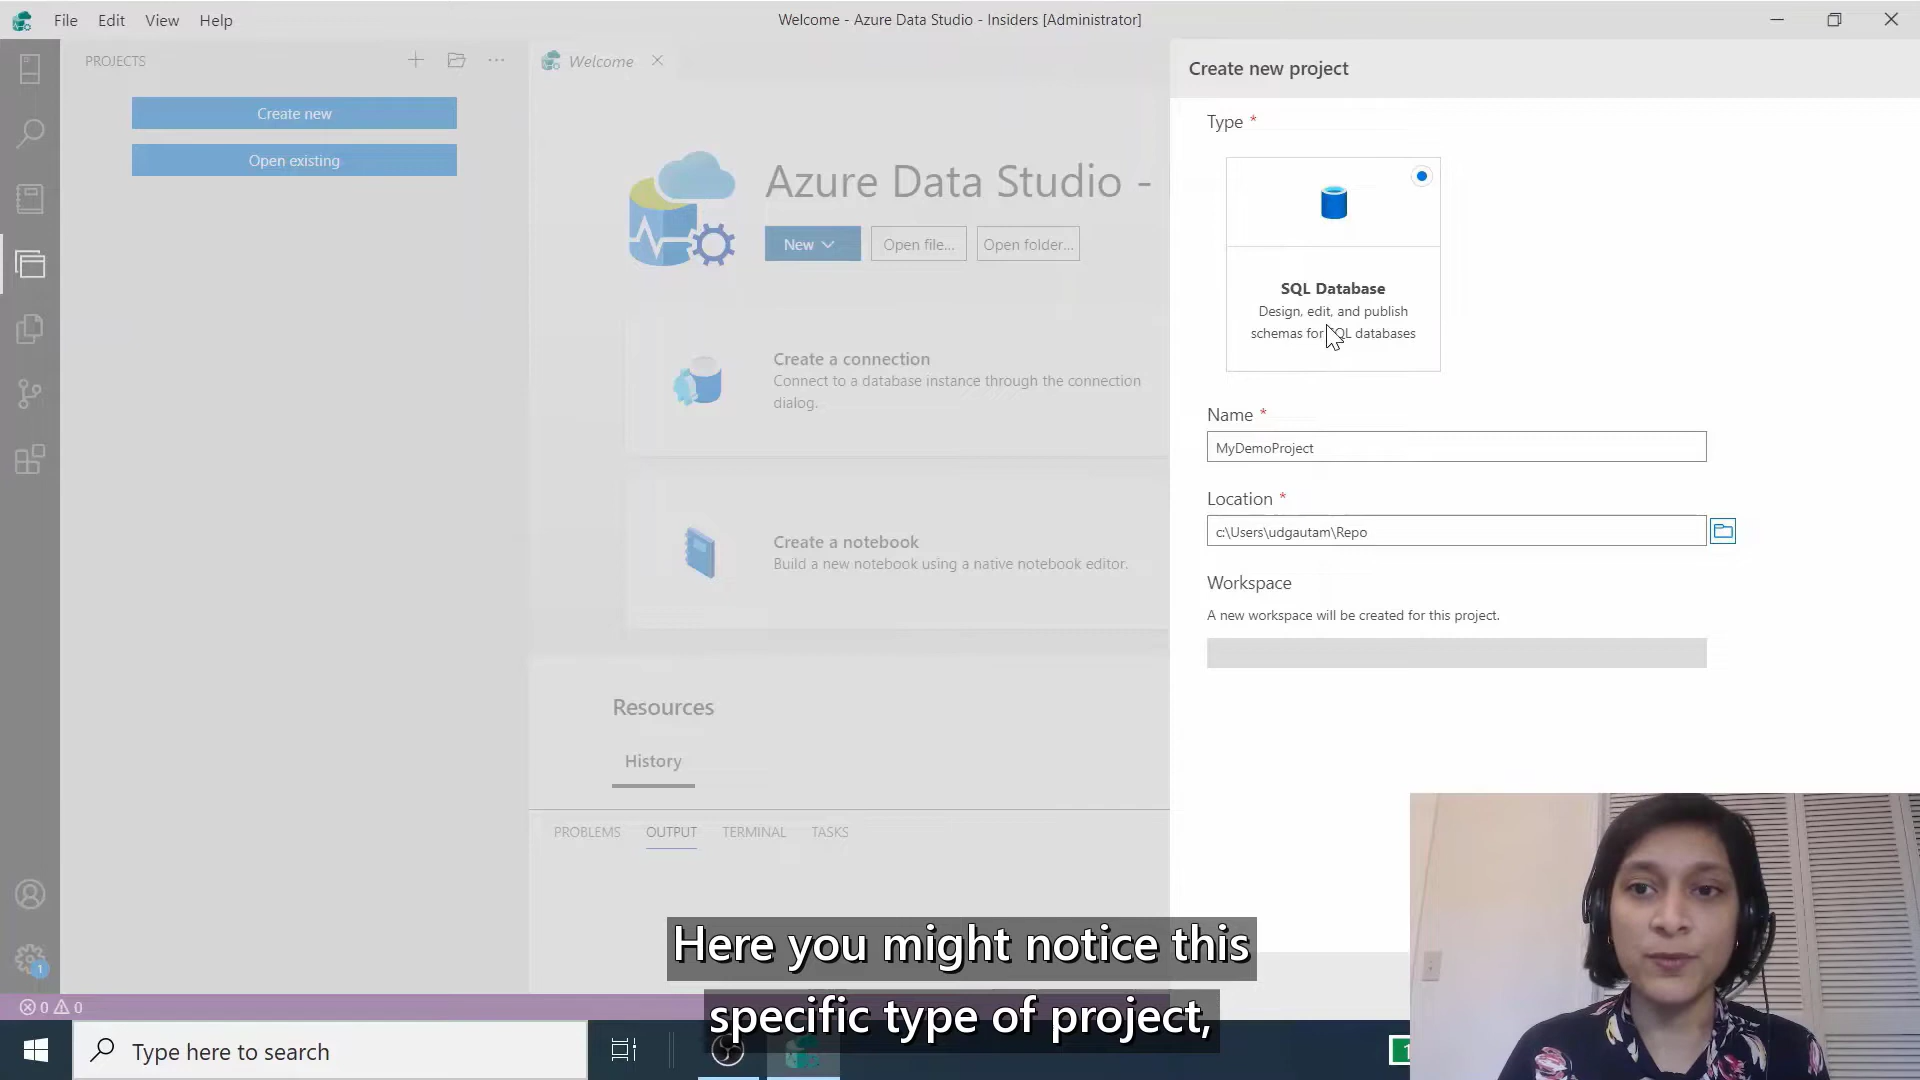 File Edit View Help
Welcome - Azure Data Studio - Insiders [Administrator]
PROJECTS
Create new
Open existing
Welcome
Azure Data Studio -
New
Open file...
Open folder...
Create a connection
Connect to a database instance through the connection
dialog.
Create a notebook
Build a new notebook using a native notebook editor.
Resources
History
PROBLEMS OUTPUT TERMINAL TASKS
Create new project
Type *
SQL Database
Design, edit, and publish
schemas for SQL databases
Name *
MyDemoProject
Location *
c:\Users\udgautam\Repo
Workspace
A new workspace will be created for this project.
1
0 0
Here you might notice this
specific type of project,
Type here to search
1